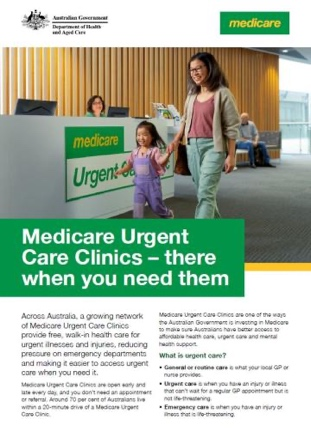 Australian Government
Department of Health
and Aged Care
medicare
medicare
Urgent
Medicare Urgent
Care Clinics – there
when you need them
Across Australia, a growing network
of Medicare Urgent Care Clinics
provide free, walk-in health care for
urgent illnesses and injuries, reducing
pressure on emergency departments
and making it easier to access urgent
care when you need it.
Medicare Urgent Care Clinics are open early and
late every day, and you don't need an appointment
or referral. Around 70 per cent of Australians live
within a 20-minute drive of a Medicare Urgent
Care Clinic.
Medicare Urgent Care Clinics are one of the ways
the Australian Government is investing in Medicare
to make sure Australians have better access to
affordable health care, urgent care and mental
health support.
What is urgent care?
• General or routine care is what your local GP or
nurse provides.
• Urgent care is when you have an injury or illness
that can't wait for a regular GP appointment but is
not life-threatening.
• Emergency care is when you have an injury or
illness that is life-threatening.